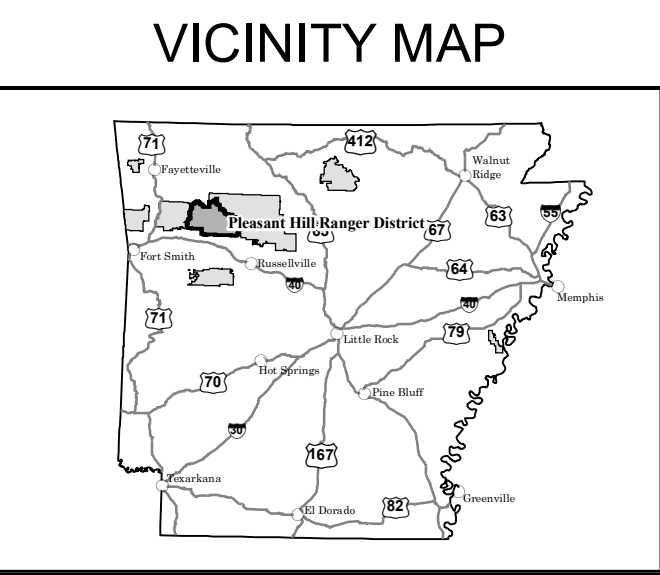 VICINITY MAP
71
412
Walnut
Ridge
Fayetteville
Pleasant Hill Ranger District
63
55
67
Fort Smith
Russellville
64
40
40
Memphis
71
79
Little Rock
70
Hot Springs
Pine Bluff
30
167
Texarkana
82
Greenville
El Dorado